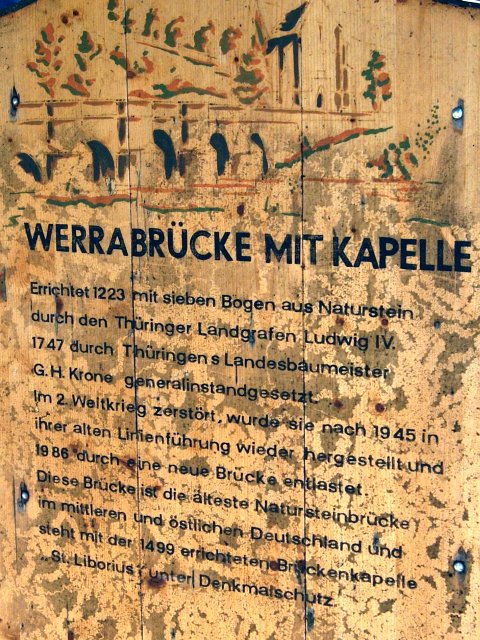 WERRABRÜCKE MIT KAPELLE
Errichtet 1223 mit sieben Bogen aus Naturstein
durch den Thüringer Landgrafen Ludwig IV.
1747 durch Thüringens Landesbaumeister
G. H. Krone generalinstandgesetzt.
Im 2. Weltkrieg zerstört, wurde sie nach 1945 in
ihrer alten Linienführung wieder hergestellt und
1986 durch eine neue Brücke entlastet.
Diese Brücke ist die älteste Natursteinbrücke
im mittleren und östlichen Deutschland und
steht mit der 1499 errichteten Brückenkapelle
„St. Liborius“ unter Denkmalschutz.